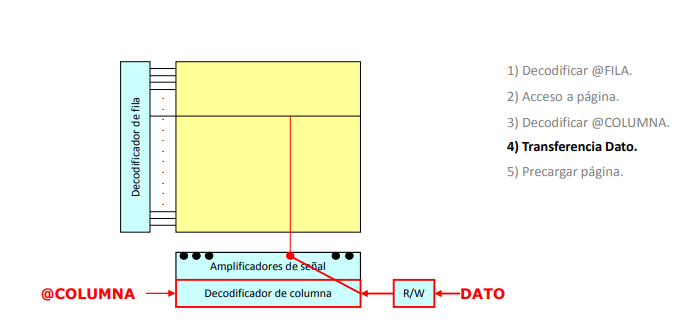 Decodificador de fila
1) Decodificar @FILA.
2) Acceso a página.
3) Decodificar @COLUMNA.
4) Transferencia Dato.
5) Precargar página.
Amplificadores de señal
@COLUMNA
Decodificador de columna
R/W
DATO